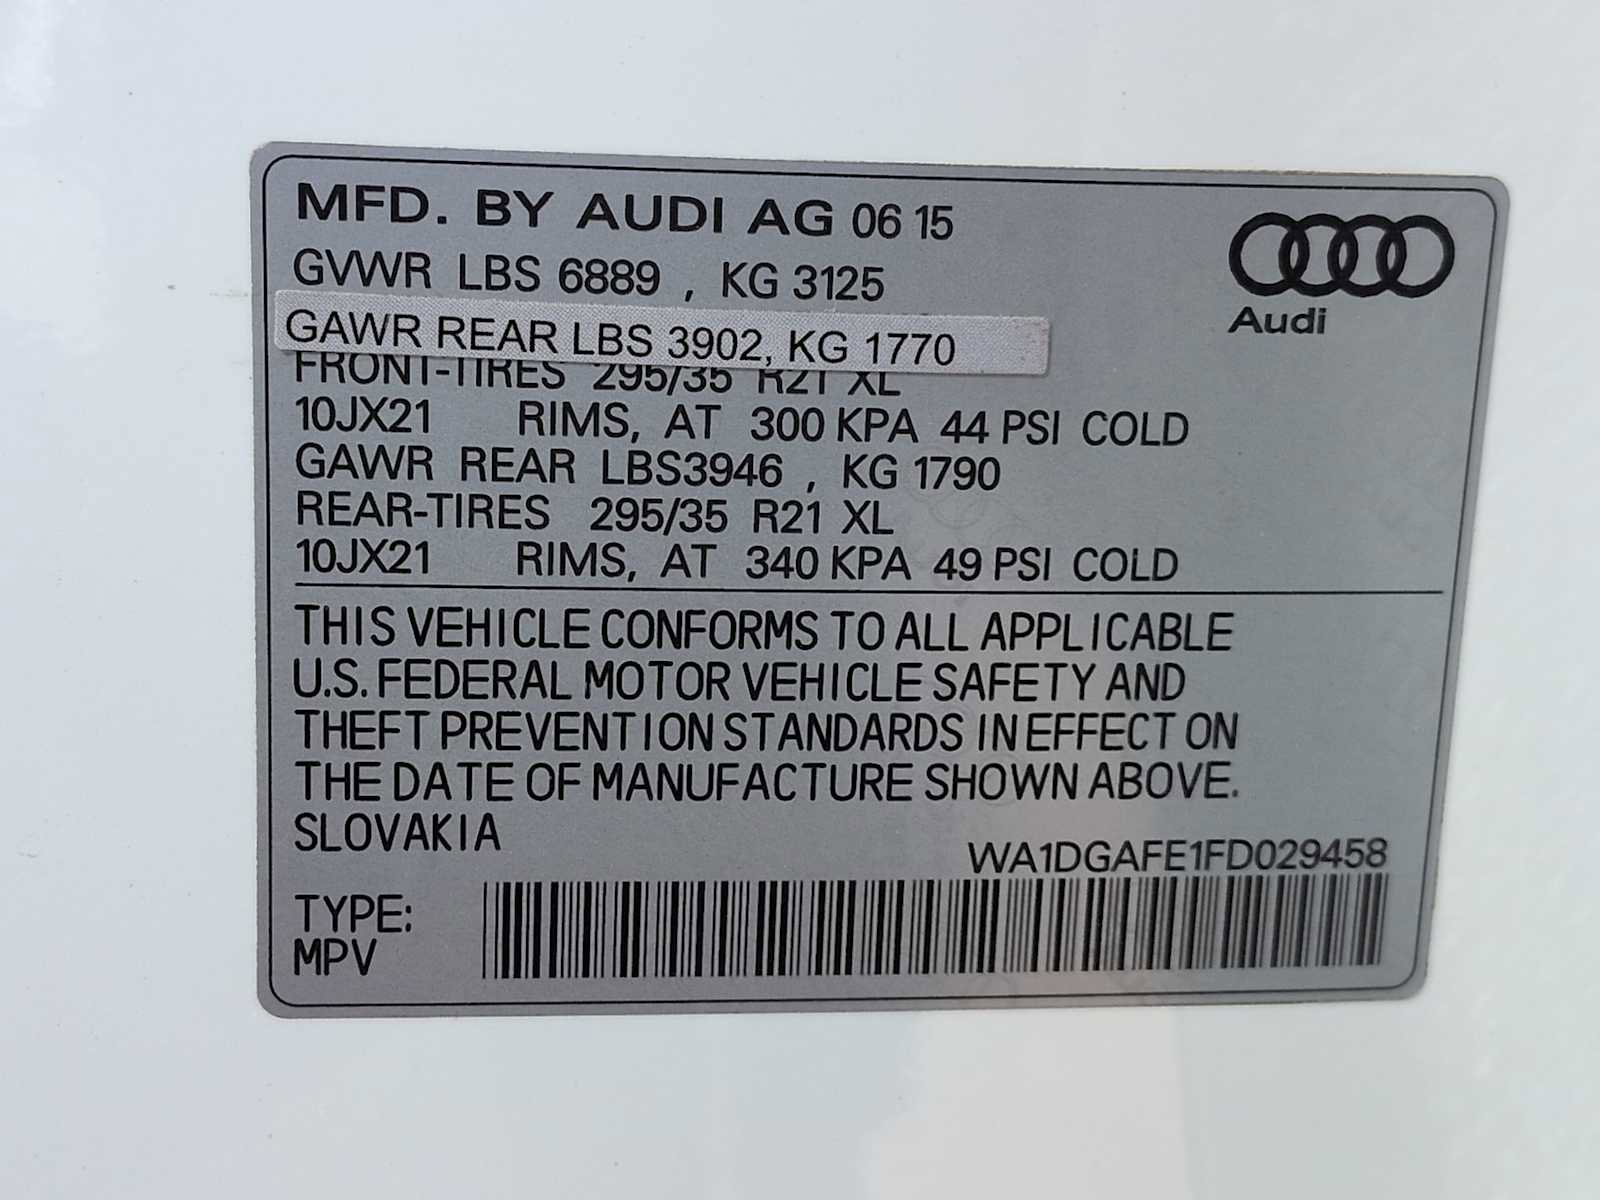 MFD. BY AUDI AG 06 15
GVWR LBS 6889 , KG 3125
Audi
GAWR REAR LBS 3902, KG 1770
FRONT-TIRES 295/35 R21 XL
10JX21 RIMS, AT 300 KPA 44 PSI COLD
GAWR REAR LBS3946 , KG 1790
REAR-TIRES 295/35 R21 XL
10JX21 RIMS, AT 340 KPA 49 PSI COLD
THIS VEHICLE CONFORMS TO ALL APPLICABLE
U.S. FEDERAL MOTOR VEHICLE SAFETY AND
THEFT PREVENTION STANDARDS IN EFFECT ON
THE DATE OF MANUFACTURE SHOWN ABOVE.
SLOVAKIA
WA1DGAFE1FD029458
TYPE:
MPV